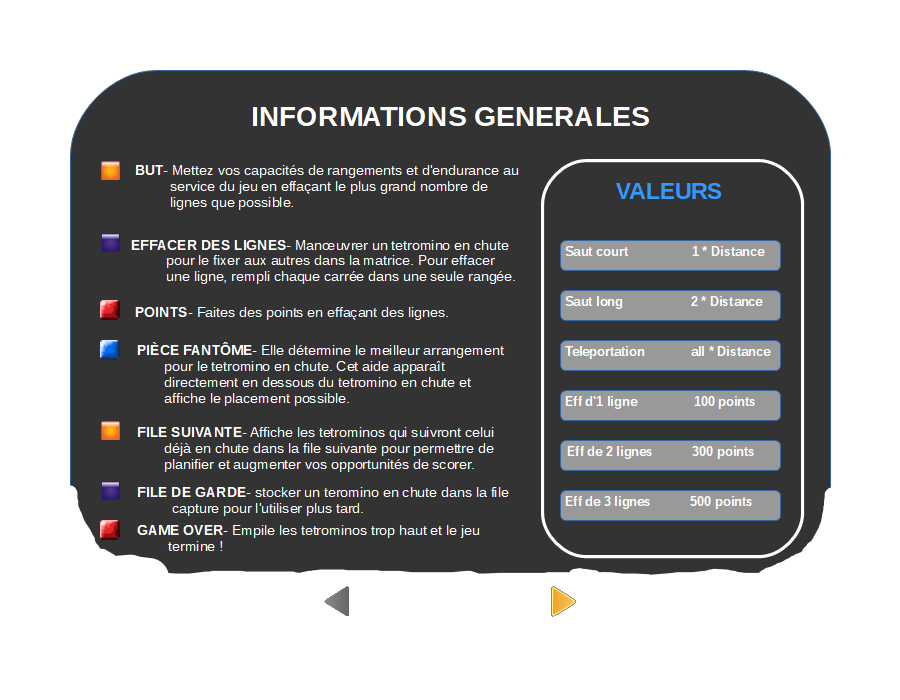 INFORMATIONS GENERALES
BUT- Mettez vos capacités de rangements et d'endurance au
service du jeu en effaçant le plus grand nombre de
lignes que possible.
EFFACER DES LIGNES- Manœuvrer un tetromino en chute
pour le fixer aux autres dans la matrice. Pour effacer
une ligne, rempli chaque carrée dans une seule rangée.
POINTS- Faites des points en effaçant des lignes.
PIÈCE FANTÔME- Elle détermine le meilleur arrangement
pour le tetromino en chute. Cet aide apparaît
directement en dessous du tetromino en chute et
affiche le placement possible.
FILE SUIVANTE- Affiche les tetrominos qui suivront celui
déjà en chute dans la file suivante pour permettre de
planifier et augmenter vos opportunités de scorer.
FILE DE GARDE- stocker un teromino en chute dans la file
capture pour l'utiliser plus tard.
GAME OVER- Empile les tetrominos trop haut et le jeu
termine !
VALEURS
Saut court 1 * Distance
Saut long 2 * Distance
Teleportation all * Distance
Eff d'1 ligne 100 points
Eff de 2 lignes 300 points
Eff de 3 lignes 500 points